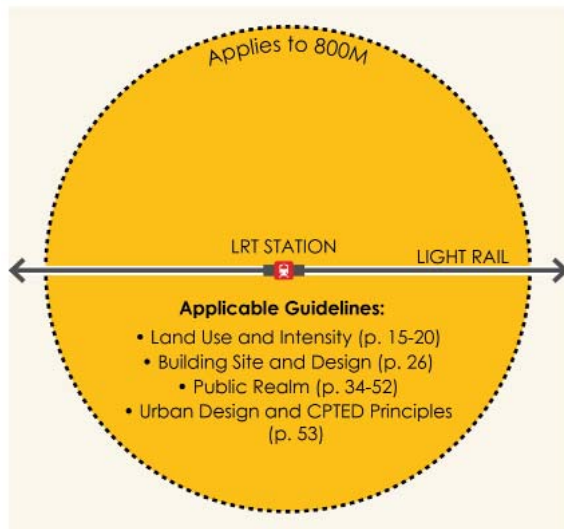 Applies to 800M
LRT STATION
LIGHT RAIL
Applicable Guidelines:
• Land Use and Intensity (p. 15-20)
• Building Site and Design (p. 26)
• Public Realm (p. 34-52)
• Urban Design and CPTED Principles
(p. 53)